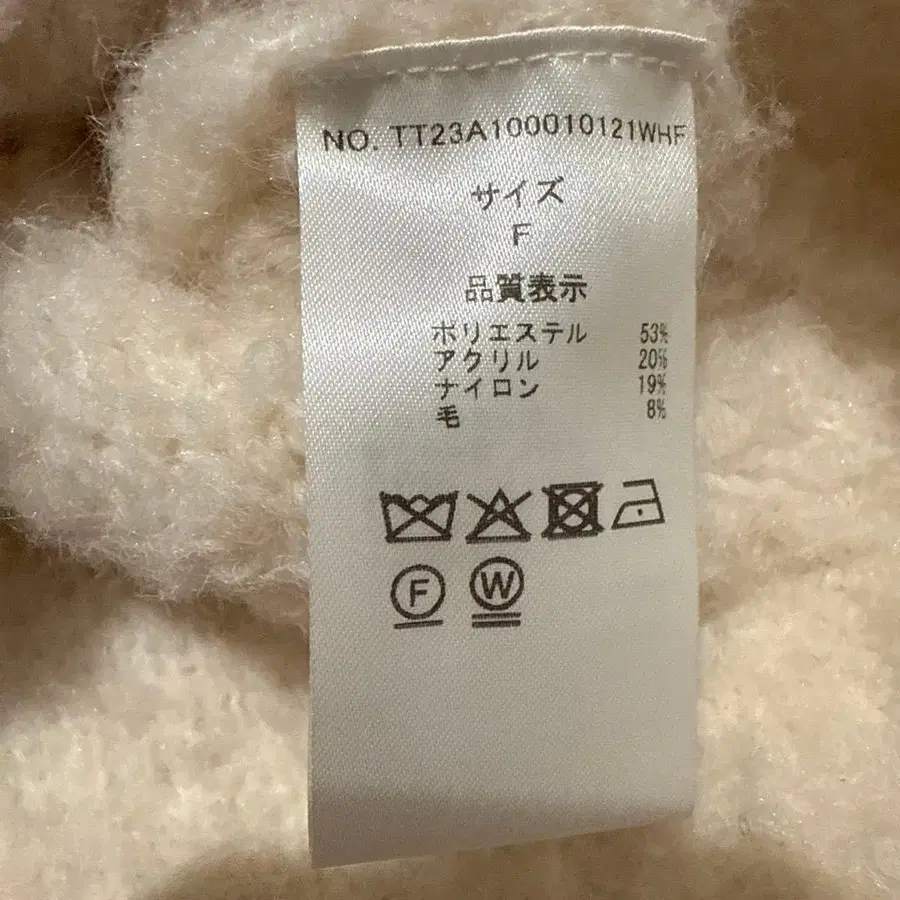 NO. TT23A100010121WHF
サイズ
F
品質表示
ポリエステル 53%
アクリル 20%
ナイロン 19%
毛 8%
F W